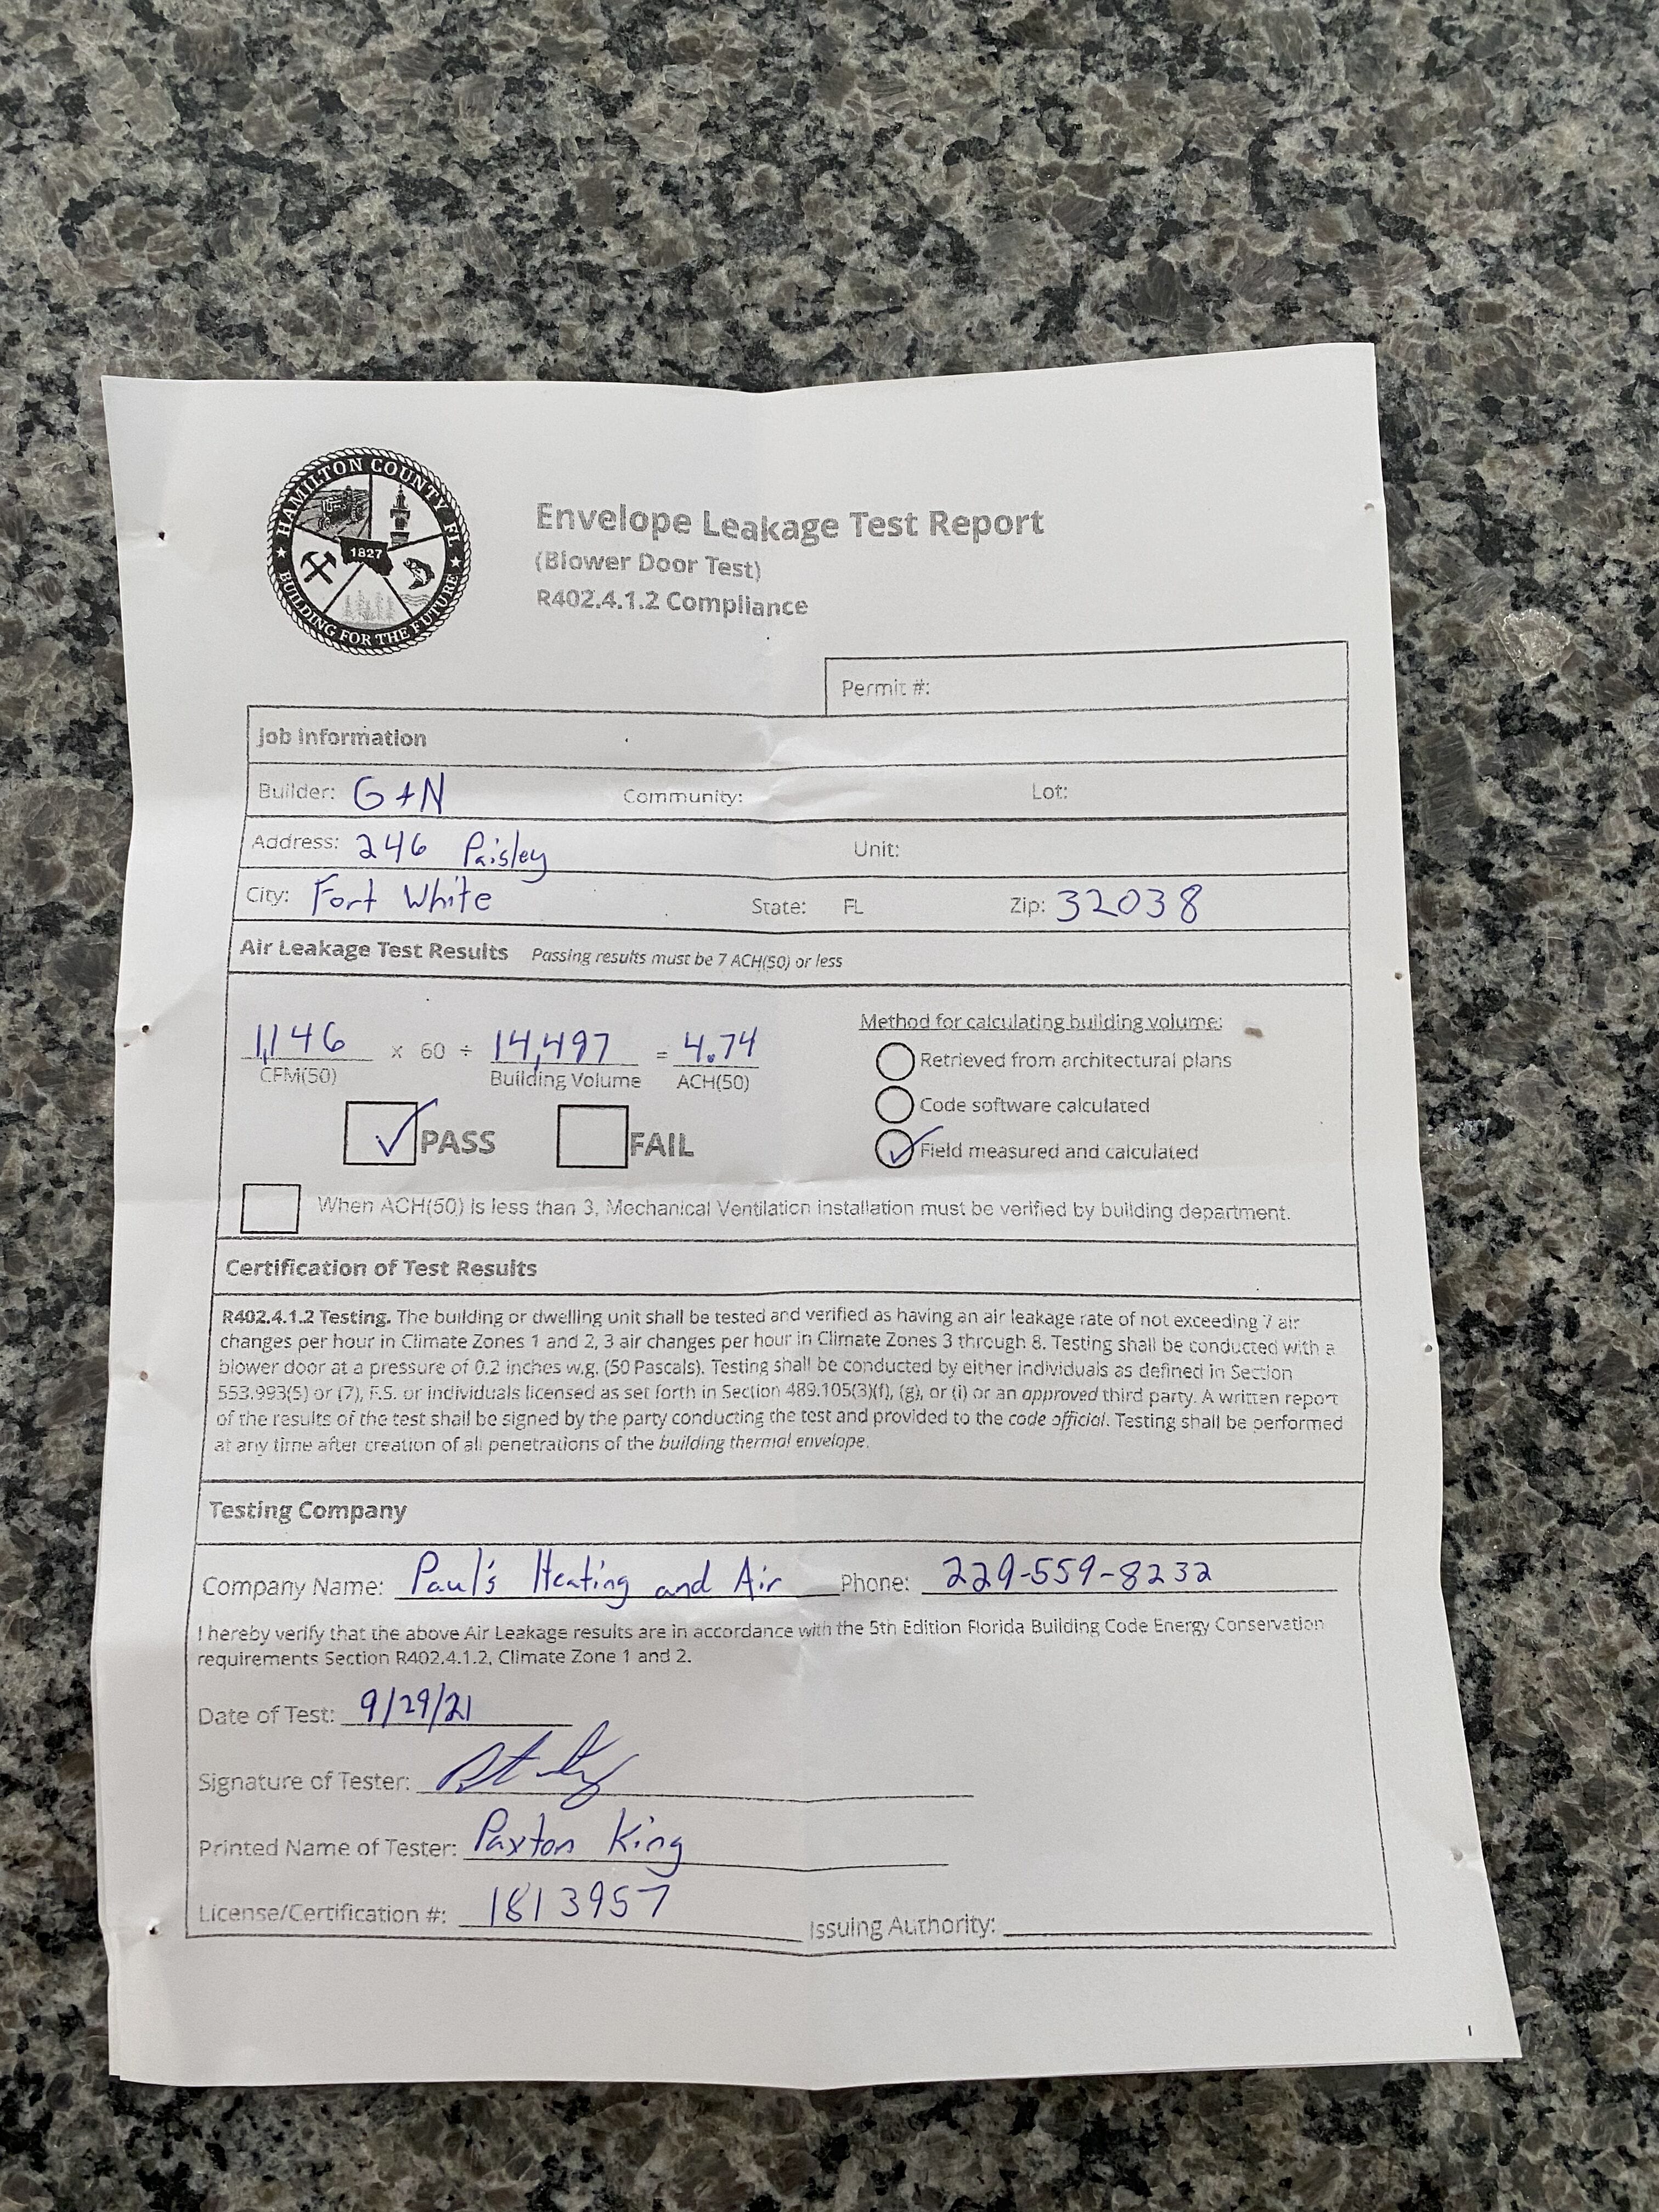 HAMILTON COUNTY, FL
1827
BUILDING FOR THE FUTURE
Envelope Leakage Test Report
(Blower Door Test)
R402.4.1.2 Compliance
Permit #:
Job Information
Builder: G+N Community: Lot:
Address: 246 Paisley Unit:
City: Fort White State: FL Zip: 32038
Air Leakage Test Results Passing results must be 7 ACH(50) or less
1,146 x 60 ÷ 14,497 = 4.74
CFM(50) Building Volume ACH(50)
PASS FAIL
Method for calculating building volume:
Retrieved from architectural plans
Code software calculated
Field measured and calculated
When ACH(50) is less than 3, Mechanical Ventilation installation must be verified by building department.
Certification of Test Results
R402.4.1.2 Testing. The building or dwelling unit shall be tested and verified as having an air leakage rate of not exceeding 7 air
changes per hour in Climate Zones 1 and 2, 3 air changes per hour in Climate Zones 3 through 8. Testing shall be conducted with a
blower door at a pressure of 0.2 inches w.g. (50 Pascals). Testing shall be conducted by either individuals as defined in Section
553.993(5) or (7), F.S. or individuals licensed as set forth in Section 489.105(3)(f), (g), or (i) or an approved third party. A written report
of the results of the test shall be signed by the party conducting the test and provided to the code official. Testing shall be performed
at any time after creation of all penetrations of the building thermal envelope.
Testing Company
Company Name: Paul's Heating and Air Phone: 229-559-8232
I hereby verify that the above Air Leakage results are in accordance with the 5th Edition Florida Building Code Energy Conservation
requirements Section R402.4.1.2, Climate Zone 1 and 2.
Date of Test: 9/29/21
Signature of Tester:
Printed Name of Tester: Paxton King
License/Certification #: 1813957 Issuing Authority: